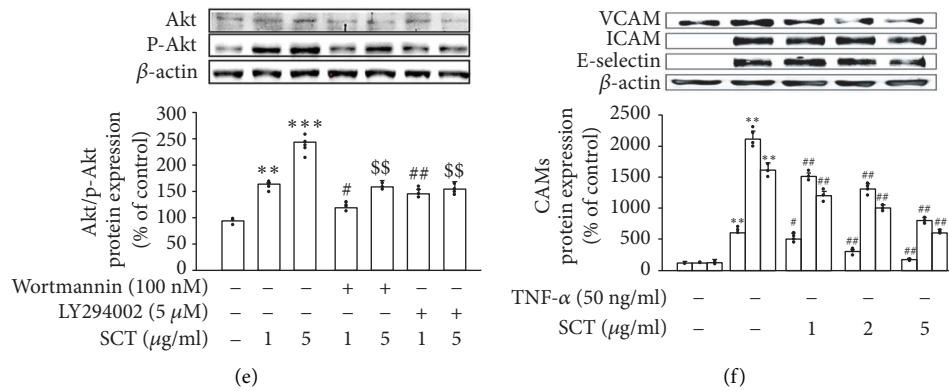 Akt
P-Akt
β-actin
300
250
200
150
100
50
0
Akt/p-Akt
protein expression
(% of control)
** *** # $$ ## $$
Wortmannin (100 nM) – – – + + – –
LY294002 (5 μM) – – – – – + +
SCT (μg/ml) – 1 5 1 5 1 5
(e)
VCAM
ICAM
E-selectin
β-actin
2500
2000
1500
1000
500
0
CAMs
protein expression
(% of control)
** ** ** # ## ## ## ## ## ## ## ##
TNF-α (50 ng/ml)
– – – – –
SCT (μg/ml) – – 1 2 5
(f)